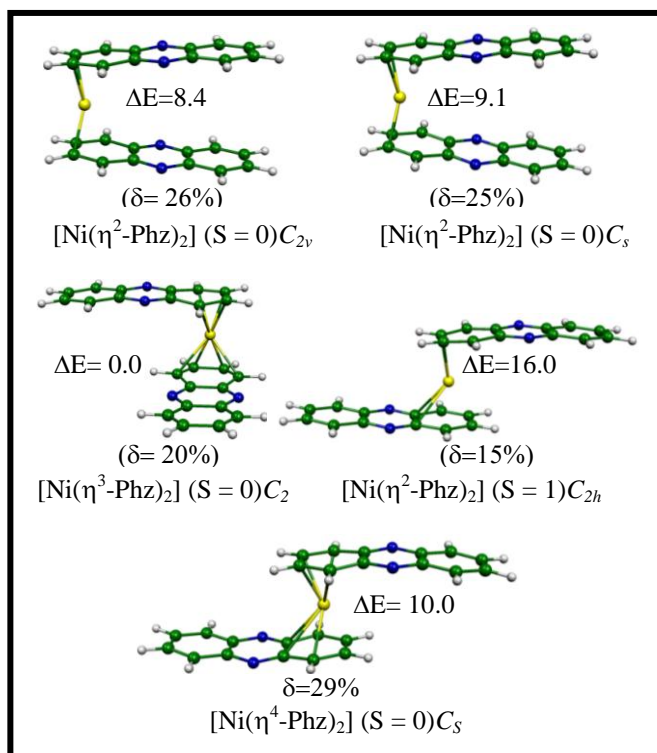 ΔE=8.4 ΔE=9.1
(δ= 26%) (δ=25%)
[Ni(η²-Phz)₂] (S = 0)C₂ᵥ [Ni(η²-Phz)₂] (S = 0)Cₛ
ΔE= 0.0 ΔE=16.0
(δ= 20%) (δ=15%)
[Ni(η³-Phz)₂] (S = 0)C₂ [Ni(η²-Phz)₂] (S = 1)C₂ₕ
ΔE= 10.0
δ=29%
[Ni(η⁴-Phz)₂] (S = 0)C_S